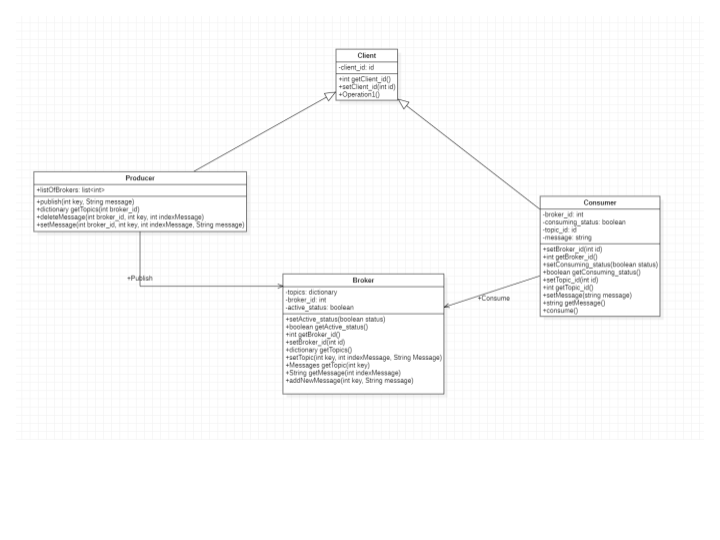 Client
-client_id: id
+int getClient_id()
+setClient_id(int id)
+Operation1()
Producer
+listOfBrokers: list<int>
+publish(int key, String message)
+dictionary getTopics(int broker_id)
+deleteMessage(int broker_id, int key, int indexMessage)
+setMessage(int broker_id, int key, int indexMessage, String message)
Consumer
-broker_id: int
-consuming_status: boolean
-topic_id: id
-message: string
+setBroker_id(int id)
+int getBroker_id()
+setConsuming_status(boolean status)
+boolean getConsuming_status()
+setTopic_id(int id)
+int getTopic_id()
+setMessage(string message)
+string getMessage()
+consume()
+Publish
+Consume
Broker
-topics: dictionary
-broker_id: int
-active_status: boolean
+setActive_status(boolean status)
+boolean getActive_status()
+int getBroker_id()
+setBroker_id(int id)
+dictionary getTopics()
+setTopic(int key, int indexMessage, String Message)
+Messages getTopic(int key)
+String getMessage(int indexMessage)
+addNewMessage(int key, String message)